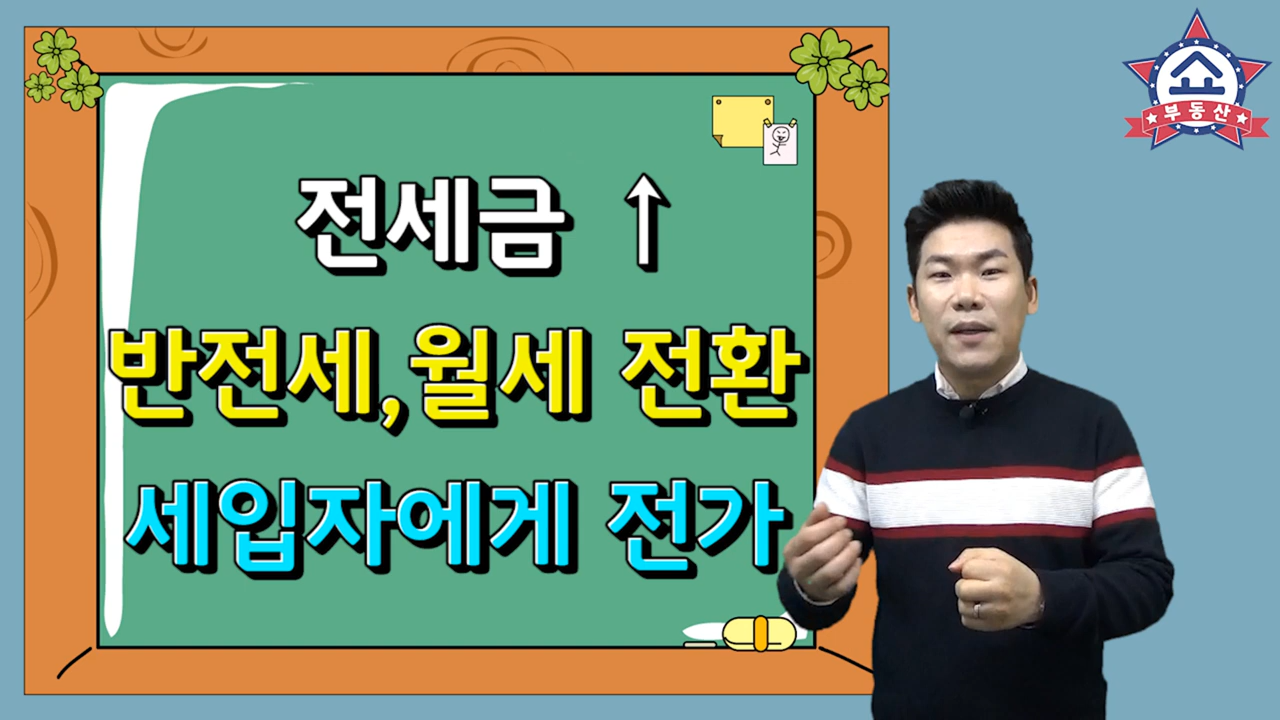 쇼
부동산
전세금 ↑
반전세,월세 전환
세입자에게 전가